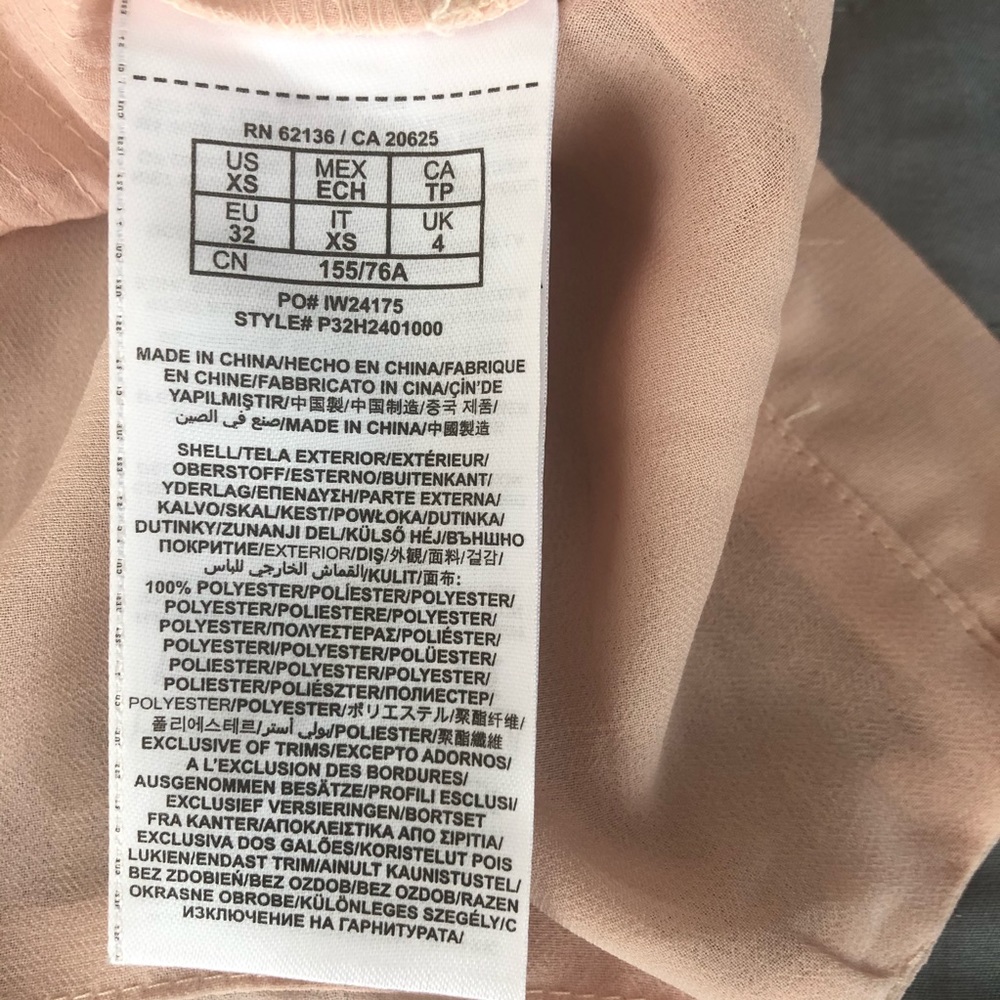 RN 62136 / CA 20625
US MEX CA
XS ECH TP
EU IT UK
32 XS 4
CN 155/76A
PO# IW24175
STYLE# P32H2401000
MADE IN CHINA/HECHO EN CHINA/FABRIQUE
EN CHINE/FABBRICATO IN CINA/ÇİN'DE
YAPILMIŞTIR/中国製/中国制造/중국 제품/
صنع في الصين/MADE IN CHINA/中國製造
SHELL/TELA EXTERIOR/EXTÉRIEUR/
OBERSTOFF/ESTERNO/BUITENKANT/
YDERLAG/ΕΠΕΝΔΥΣΗ/PARTE EXTERNA/
KALVO/SKAL/KEST/POWŁOKA/DUTINKA/
DUTINKY/ZUNANJI DEL/KÜLSŐ HÉJ/ВЪНШНО
ПОКРИТИЕ/EXTERIOR/DIŞ/外観/面料/겉감/
القماش الخارجي للباس/KULIT/面布:
100% POLYESTER/POLÍESTER/POLYESTER/
POLYESTER/POLIESTERE/POLYESTER/
POLYESTER/ΠΟΛΥΕΣΤΕΡΑΣ/POLIÉSTER/
POLYESTERI/POLYESTER/POLÜESTER/
POLIESTER/POLYESTER/POLYESTER/
POLIESTER/POLIÉSZTER/ПОЛИЕСТЕР/
POLYESTER/POLYESTER/ポリエステル/聚酯纤维/
폴리에스테르/بولي أستر/POLIESTER/聚酯纖維
EXCLUSIVE OF TRIMS/EXCEPTO ADORNOS/
A L'EXCLUSION DES BORDURES/
AUSGENOMMEN BESÄTZE/PROFILI ESCLUSI/
EXCLUSIEF VERSIERINGEN/BORTSET
FRA KANTER/ΑΠΟΚΛΕΙΣΤΙΚΑ ΑΠΟ ΣΙΡΙΤΙΑ/
EXCLUSIVA DOS GALÕES/KORISTELUT POIS
LUKIEN/ENDAST TRIM/AINULT KAUNISTUSTEL/
BEZ ZDOBIEŃ/BEZ OZDOB/BEZ OZDOB/RAZEN
OKRASNE OBROBE/KÜLÖNLEGES SZEGÉLY/С
ИЗКЛЮЧЕНИЕ НА ГАРНИТУРАТА/